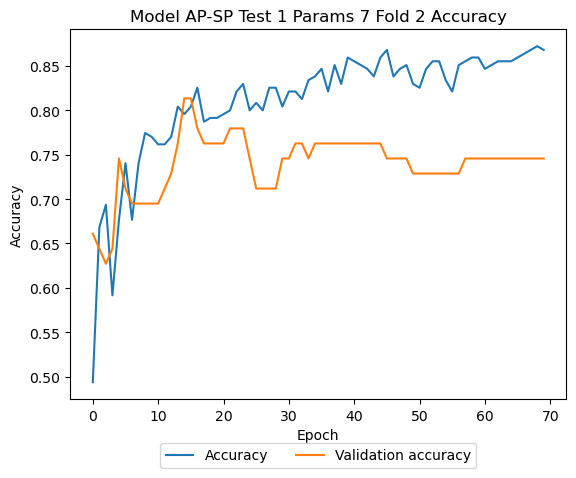 Model AP-SP Test 1 Params 7 Fold 2 Accuracy
0.85
0.80
0.75
0.70
0.65
0.60
0.55
0.50
Accuracy
0 10 20 30 40 50 60 70
Epoch
Accuracy Validation accuracy